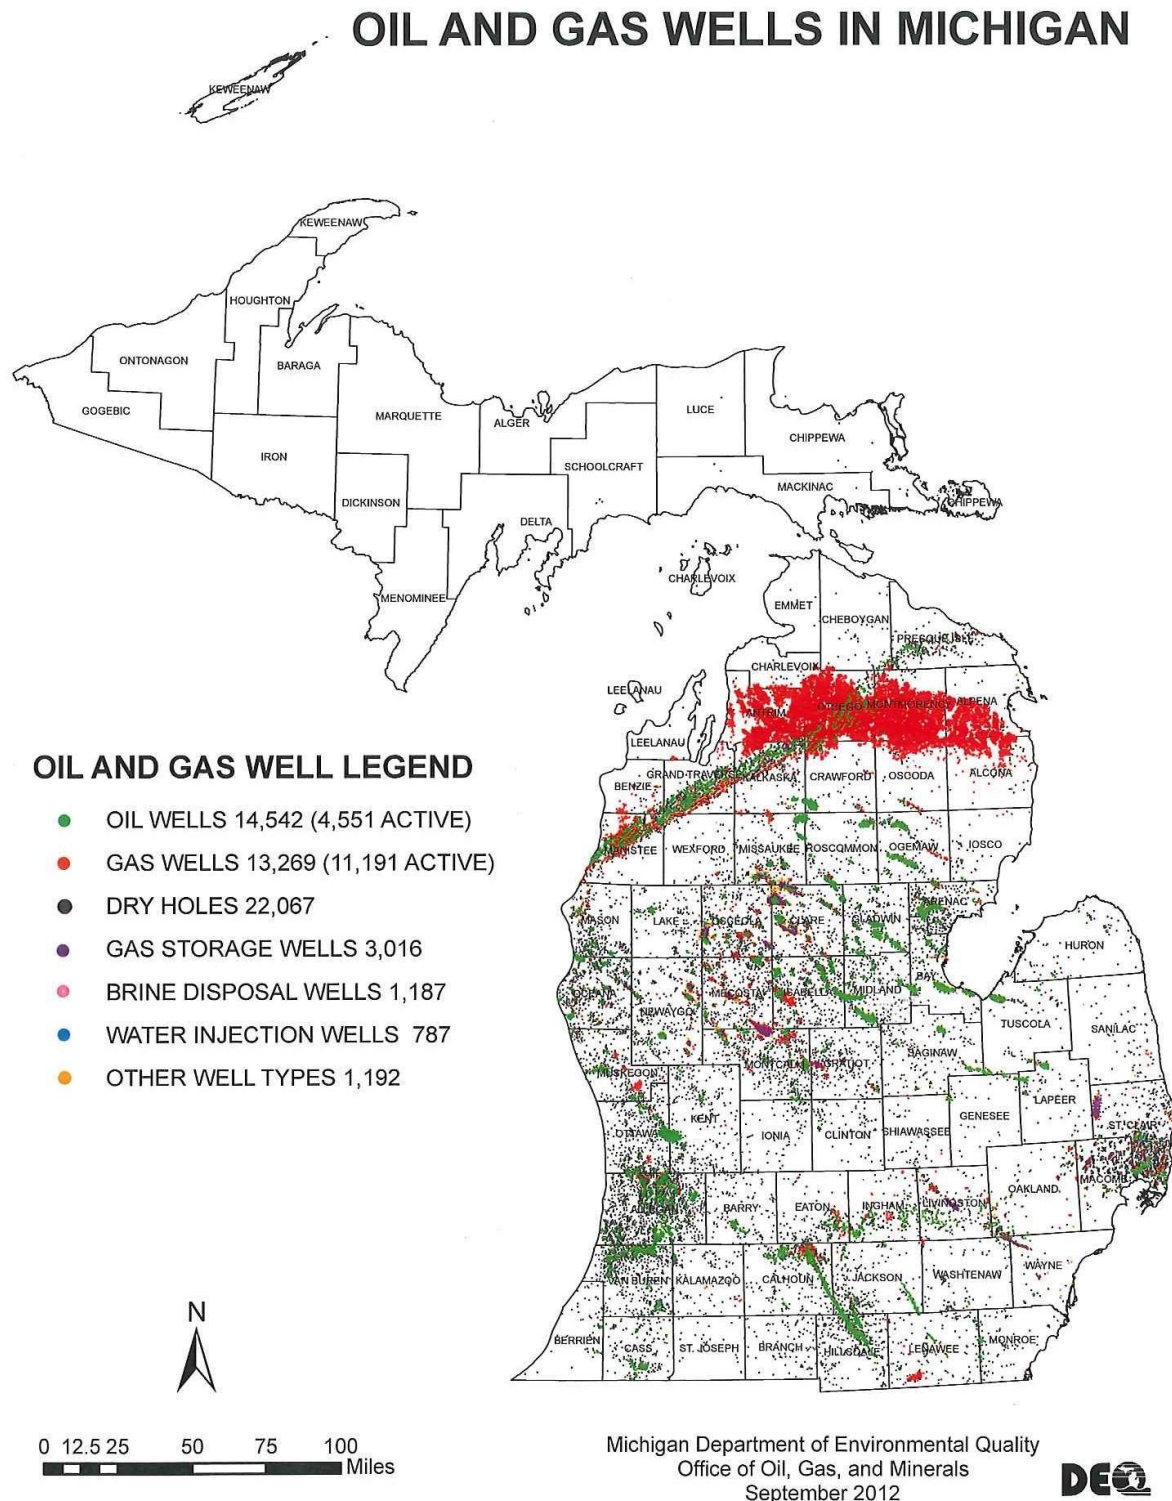 OIL AND GAS WELLS IN MICHIGAN
KEWEENAW
KEWEENAW
HOUGHTON
ONTONAGON
BARAGA
GOGEBIC
MARQUETTE
ALGER
LUCE
CHIPPEWA
IRON
SCHOOLCRAFT
MACKINAC
DICKINSON
CHIPPEWA
DELTA
CHARLEVOIX
MENOMINEE
EMMET
CHEBOYGAN
PRESQUE ISLE
CHARLEVOIX
LEELANAU
ANTRIM
OTSEGO
MONTMORENCY
ALPENA
LEELANAU
BENZIE
GRAND TRAVERSE
KALKASKA
CRAWFORD
OSCODA
ALCONA
MANISTEE
WEXFORD
MISSAUKEE
ROSCOMMON
OGEMAW
IOSCO
MASON
LAKE
OSCEOLA
CLARE
GLADWIN
ARENAC
HURON
OCEANA
NEWAYGO
MECOSTA
ISABELLA
MIDLAND
BAY
TUSCOLA
SANILAC
MUSKEGON
MONTCALM
GRATIOT
SAGINAW
OTTAWA
KENT
IONIA
CLINTON
SHIAWASSEE
GENESEE
LAPEER
ST. CLAIR
ALLEGAN
BARRY
EATON
INGHAM
LIVINGSTON
OAKLAND
MACOMB
VAN BUREN
KALAMAZOO
CALHOUN
JACKSON
WASHTENAW
WAYNE
BERRIEN
CASS
ST. JOSEPH
BRANCH
HILLSDALE
LENAWEE
MONROE
OIL AND GAS WELL LEGEND
OIL WELLS 14,542 (4,551 ACTIVE)
GAS WELLS 13,269 (11,191 ACTIVE)
DRY HOLES 22,067
GAS STORAGE WELLS 3,016
BRINE DISPOSAL WELLS 1,187
WATER INJECTION WELLS 787
OTHER WELL TYPES 1,192
N
0 12.5 25 50 75 100
Miles
Michigan Department of Environmental Quality
Office of Oil, Gas, and Minerals
September 2012
DEQ